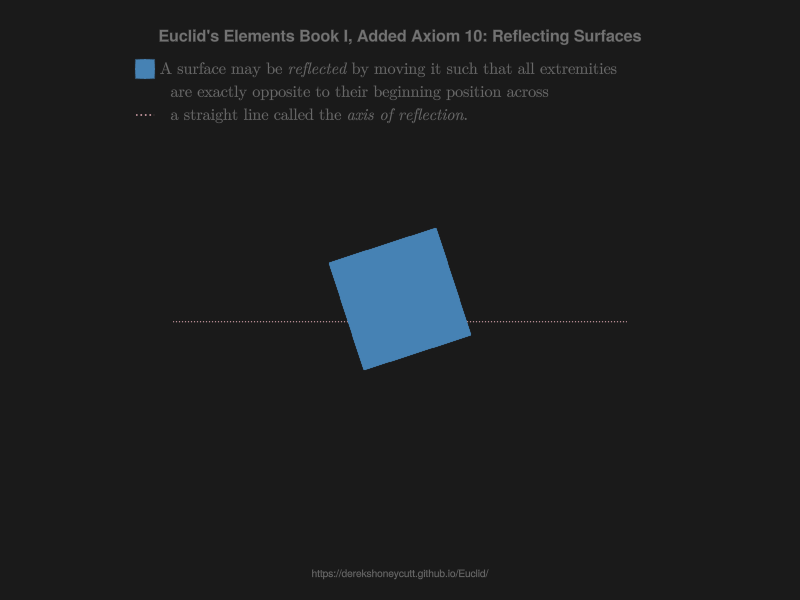 Euclid's Elements Book I, Added Axiom 10: Reflecting Surfaces
A surface may be reflected by moving it such that all extremities
are exactly opposite to their beginning position across
a straight line called the axis of reflection.
https://derekshoneycutt.github.io/Euclid/